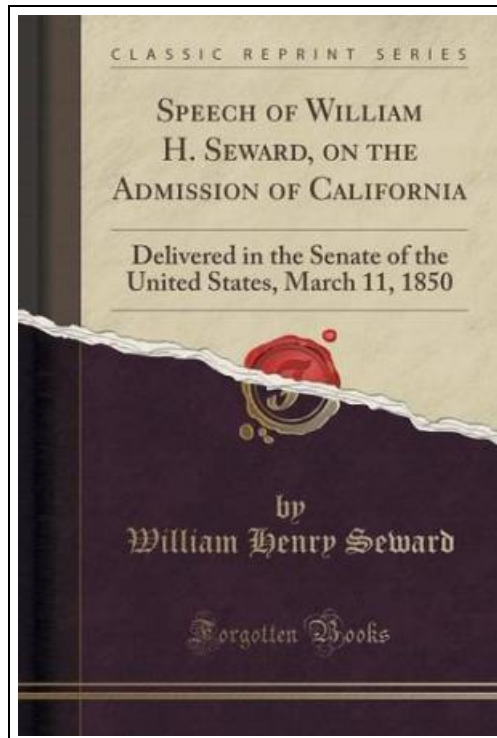 CLASSIC REPRINT SERIES
SPEECH OF WILLIAM
H. SEWARD, ON THE
ADMISSION OF CALIFORNIA
Delivered in the Senate of the
United States, March 11, 1850
by
William Henry Seward
Forgotten Books